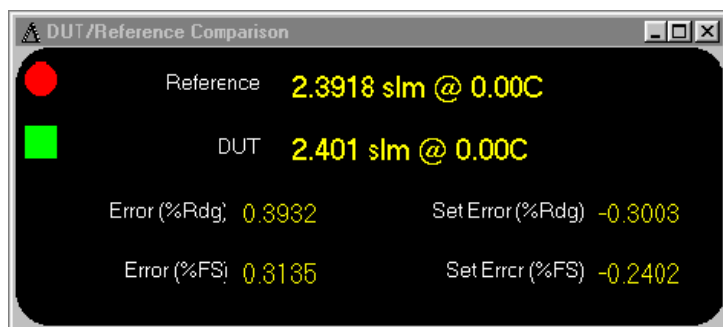 DUT/Reference Comparison
Reference 2.3918 slm @ 0.00C
DUT 2.401 slm @ 0.00C
Error (%Rdg) 0.3932 Set Error (%Rdg) -0.3003
Error (%FS) 0.3135 Set Error (%FS) -0.2402